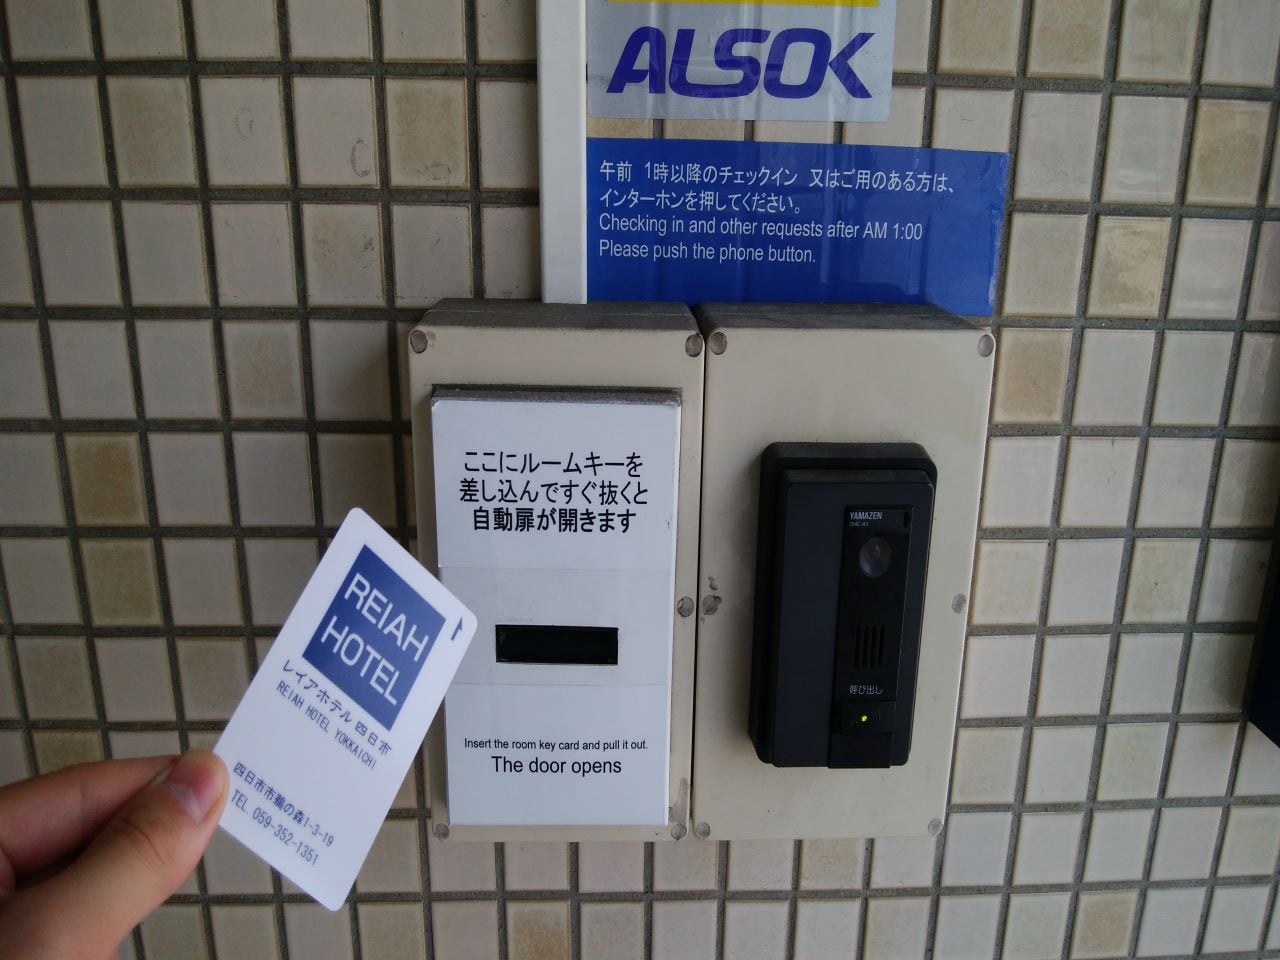 ALSOK
午前 1時以降のチェックイン 又はご用のある方は、
インターホンを押してください。
Checking in and other requests after AM 1:00
Please push the phone button.
ここにルームキーを
差し込んですぐ抜くと
自動扉が開きます
Insert the room key card and pull it out.
The door opens
YAMAZEN
呼び出し
REIAH
HOTEL
レイアホテル 四日市
REIAH HOTEL YOKKAICHI
四日市市鵜の森1-3-19
TEL 059-352-1351